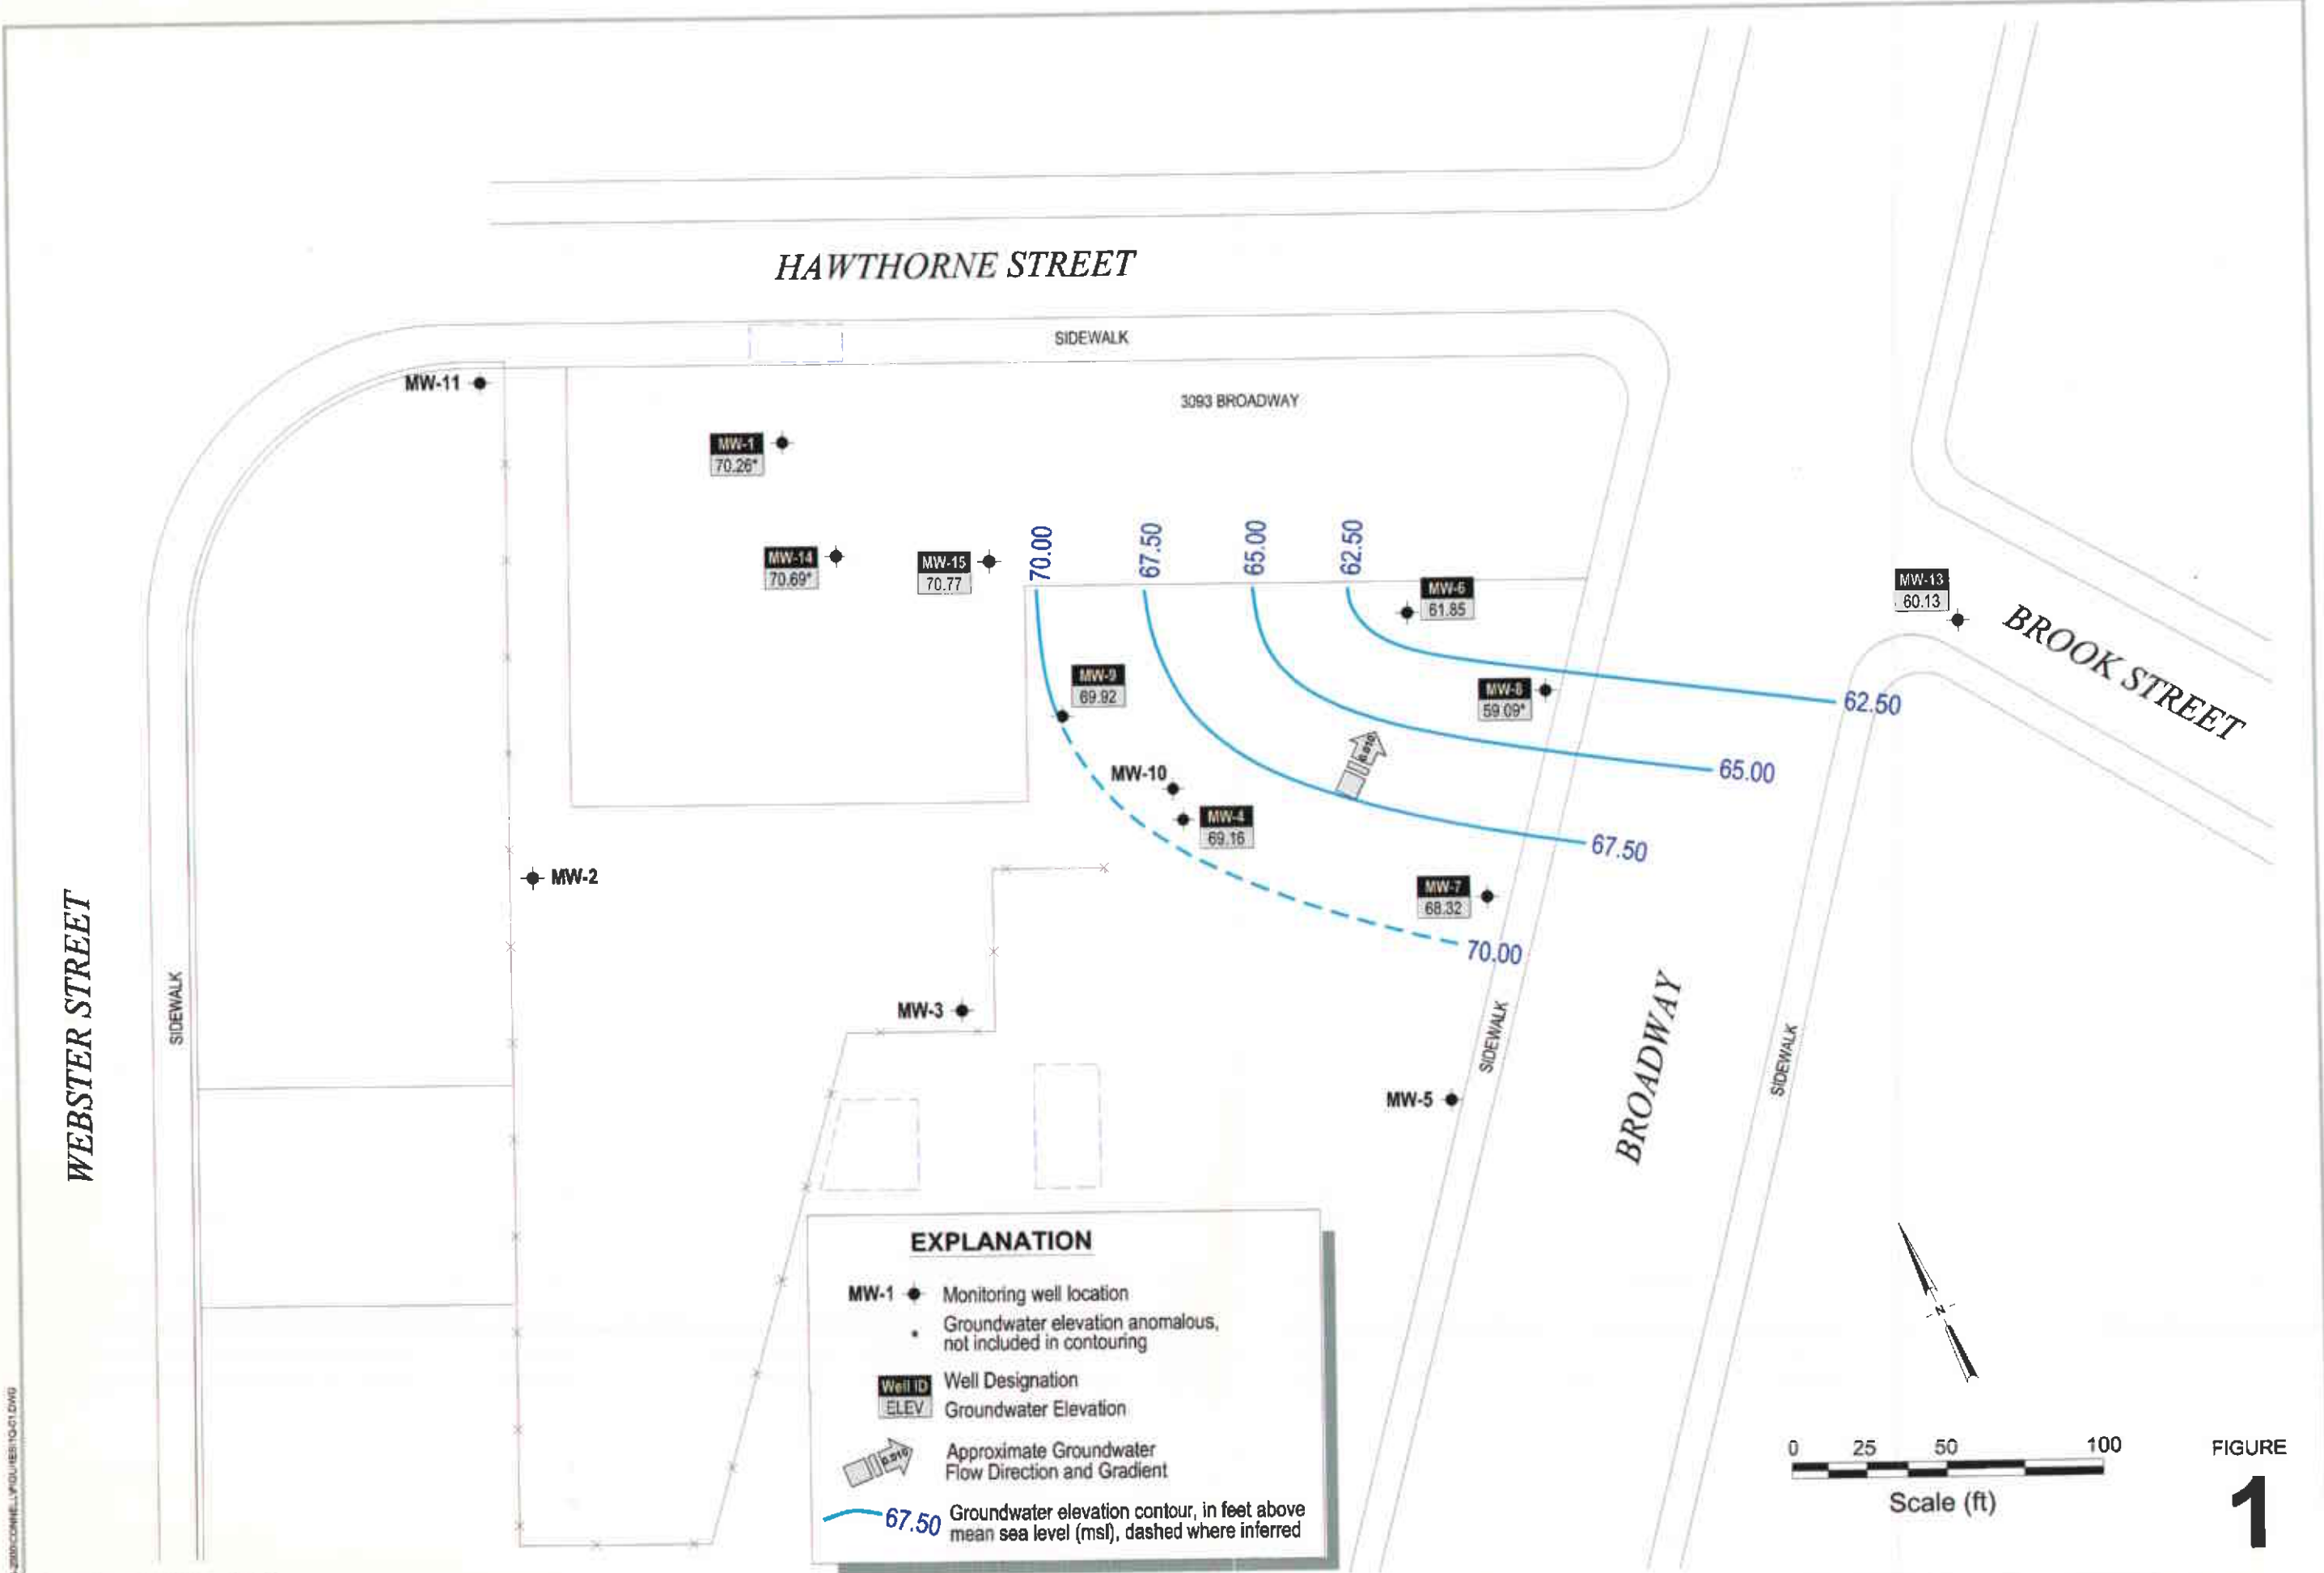 HAWTHORNE STREET
SIDEWALK
3093 BROADWAY
MW-11
MW-1
70.26*
MW-14
70.69*
MW-15
70.77
70.00
67.50
65.00
62.50
MW-6
61.85
MW-13
60.13
BROOK STREET
MW-9
69.92
MW-8
59.09*
62.50
0.010
65.00
MW-10
MW-4
69.16
67.50
MW-2
MW-7
68.32
70.00
WEBSTER STREET
SIDEWALK
MW-3
SIDEWALK
BROADWAY
SIDEWALK
MW-5
EXPLANATION
MW-1 Monitoring well location
* Groundwater elevation anomalous,
not included in contouring
Well ID Well Designation
ELEV Groundwater Elevation
0.010 Approximate Groundwater
Flow Direction and Gradient
67.50 Groundwater elevation contour, in feet above
mean sea level (msl), dashed where inferred
N
0 25 50 100
Scale (ft)
FIGURE
1